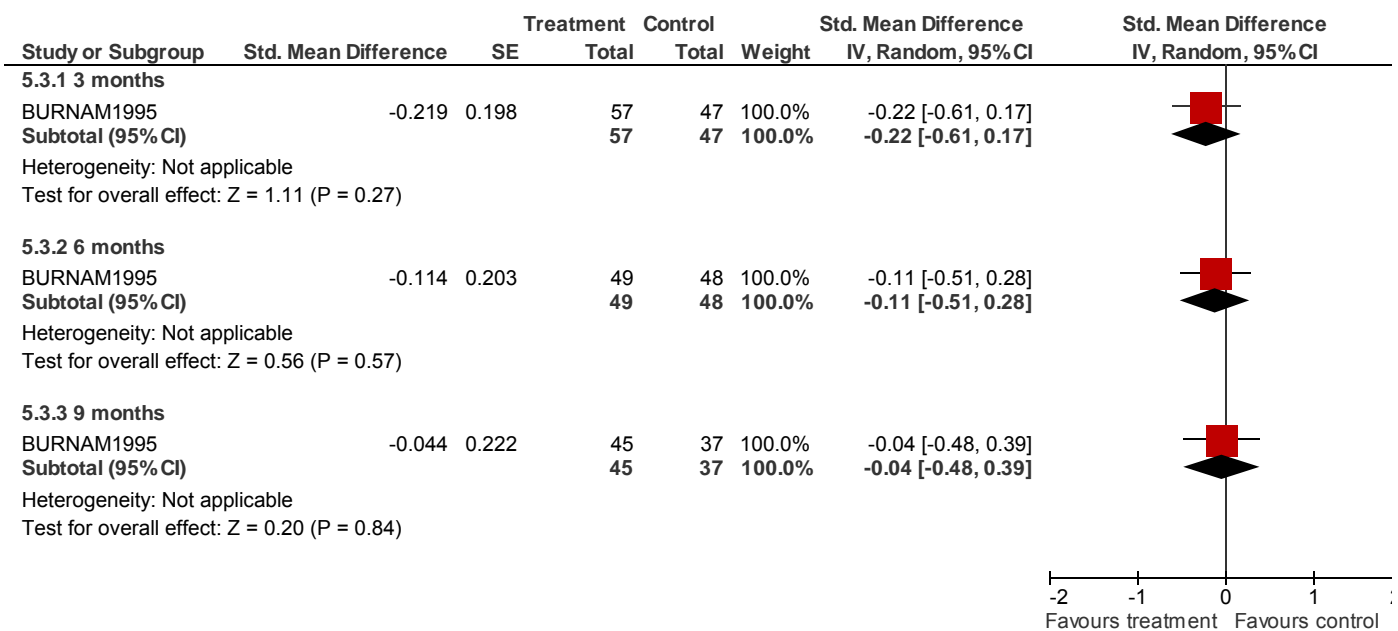 Treatment Control Std. Mean Difference Std. Mean Difference
Study or Subgroup Std. Mean Difference SE Total Total Weight IV, Random, 95% CI IV, Random, 95% CI
5.3.1 3 months
BURNAM1995 -0.219 0.198 57 47 100.0% -0.22 [-0.61, 0.17]
Subtotal (95% CI) 57 47 100.0% -0.22 [-0.61, 0.17]
Heterogeneity: Not applicable
Test for overall effect: Z = 1.11 (P = 0.27)
5.3.2 6 months
BURNAM1995 -0.114 0.203 49 48 100.0% -0.11 [-0.51, 0.28]
Subtotal (95% CI) 49 48 100.0% -0.11 [-0.51, 0.28]
Heterogeneity: Not applicable
Test for overall effect: Z = 0.56 (P = 0.57)
5.3.3 9 months
BURNAM1995 -0.044 0.222 45 37 100.0% -0.04 [-0.48, 0.39]
Subtotal (95% CI) 45 37 100.0% -0.04 [-0.48, 0.39]
Heterogeneity: Not applicable
Test for overall effect: Z = 0.20 (P = 0.84)
-2 -1 0 1 2
Favours treatment Favours control